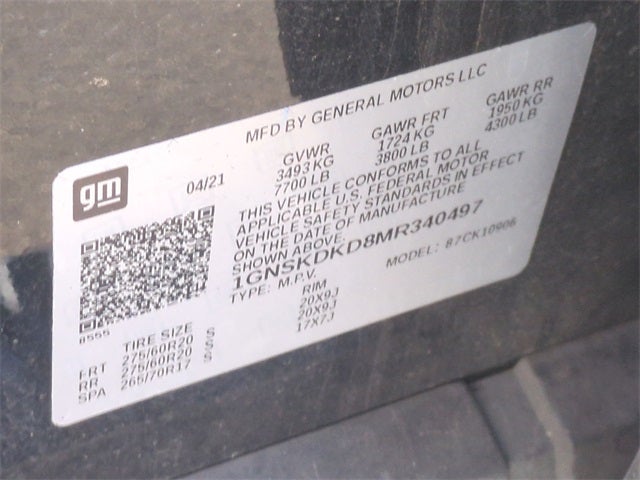 gm
MFD BY GENERAL MOTORS LLC
04/21
GVWR GAWR FRT GAWR RR
3493 KG 1724 KG 1950 KG
7700 LB 3800 LB 4300 LB
THIS VEHICLE CONFORMS TO ALL
APPLICABLE U.S. FEDERAL MOTOR
VEHICLE SAFETY STANDARDS IN EFFECT
ON THE DATE OF MANUFACTURE
SHOWN ABOVE.
1GNSKDKD8MR340497
TYPE: M.P.V. MODEL: B7CK10906
8555
TIRE SIZE RIM
FRT 275/60R20 S 20X9J
RR 275/60R20 S 20X9J
SPA 265/70R17 S 17X7J